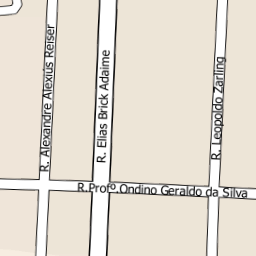 R. Alexandre Alexius Reiser
R. Elias Brick Adaime
R. Leopoldo Zarling
R.Profº.Ondino Geraldo da Silva